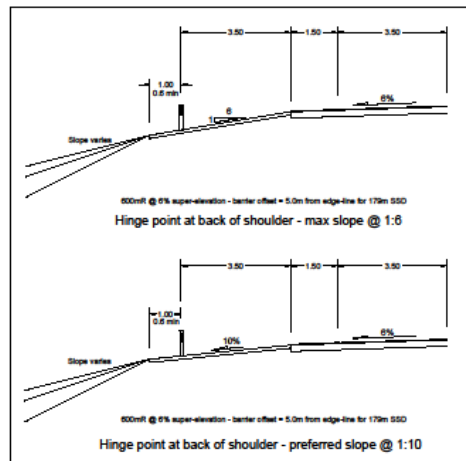 3.50 1.50 3.50
1.00
0.6 min
6
1
6%
Slope varies
600mR @ 6% super-elevation - barrier offset = 5.0m from edge-line for 179m SSD
Hinge point at back of shoulder - max slope @ 1:6
3.50 1.50 3.50
1.00
0.6 min
10%
6%
Slope varies
600mR @ 6% super-elevation - barrier offset = 5.0m from edge-line for 179m SSD
Hinge point at back of shoulder - preferred slope @ 1:10